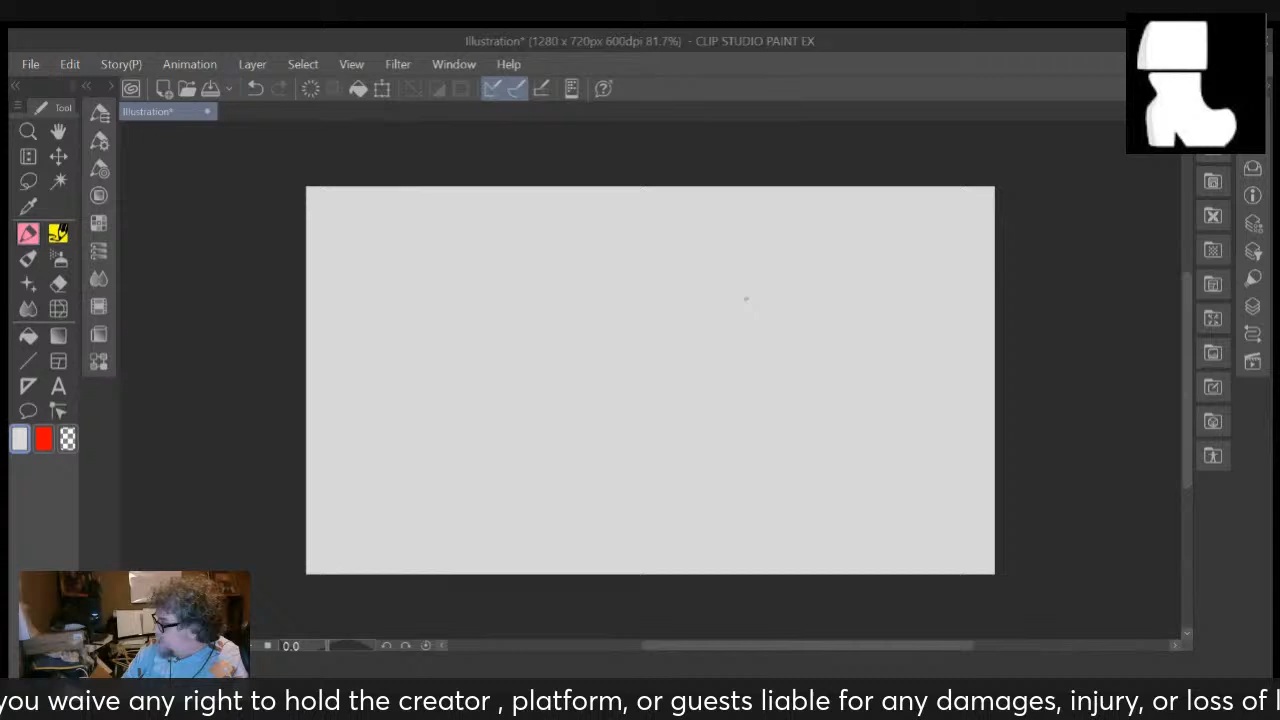 Illustration* (1280 x 720px 600dpi 81.7%) - CLIP STUDIO PAINT EX
File Edit Story(P) Animation Layer Select View Filter Window Help
Tool
Illustration*
0.0
you waive any right to hold the creator , platform, or guests liable for any damages, injury, or loss of